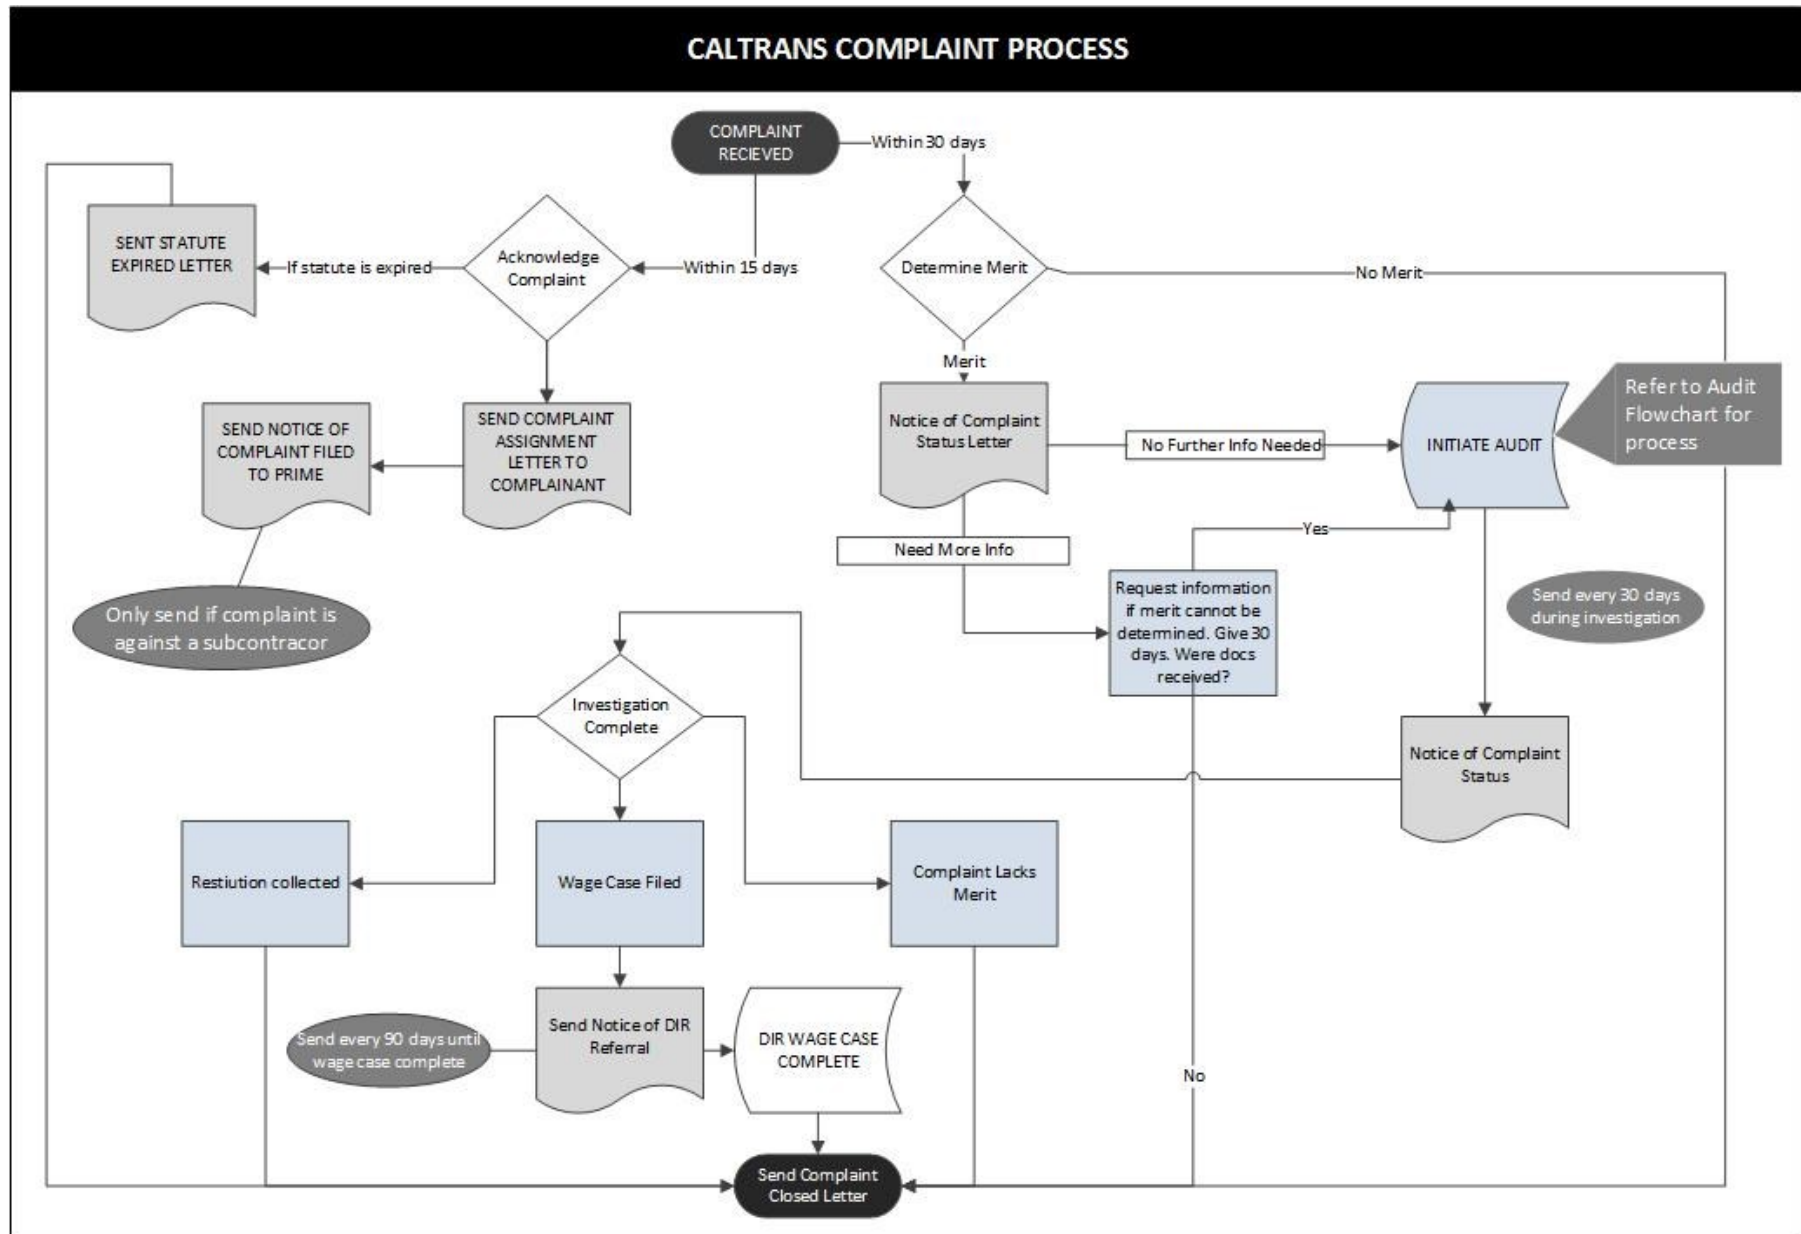 CALTRANS COMPLAINT PROCESS
COMPLAINT
RECIEVED
Within 30 days
SENT STATUTE
EXPIRED LETTER
If statute is expired
Acknowledge
Complaint
Within 15 days
Determine Merit
No Merit
Merit
SEND NOTICE OF
COMPLAINT FILED
TO PRIME
SEND COMPLAINT
ASSIGNMENT
LETTER TO
COMPLAINANT
Notice of Complaint
Status Letter
No Further Info Needed
INITIATE AUDIT
Refer to Audit
Flowchart for
process
Yes
Need More Info
Only send if complaint is
against a subcontracor
Request information
if merit cannot be
determined. Give 30
days. Were docs
received?
Send every 30 days
during investigation
Investigation
Complete
Notice of Complaint
Status
Restiution collected
Wage Case Filed
Complaint Lacks
Merit
Send every 90 days until
wage case complete
Send Notice of DIR
Referral
DIR WAGE CASE
COMPLETE
No
Send Complaint
Closed Letter